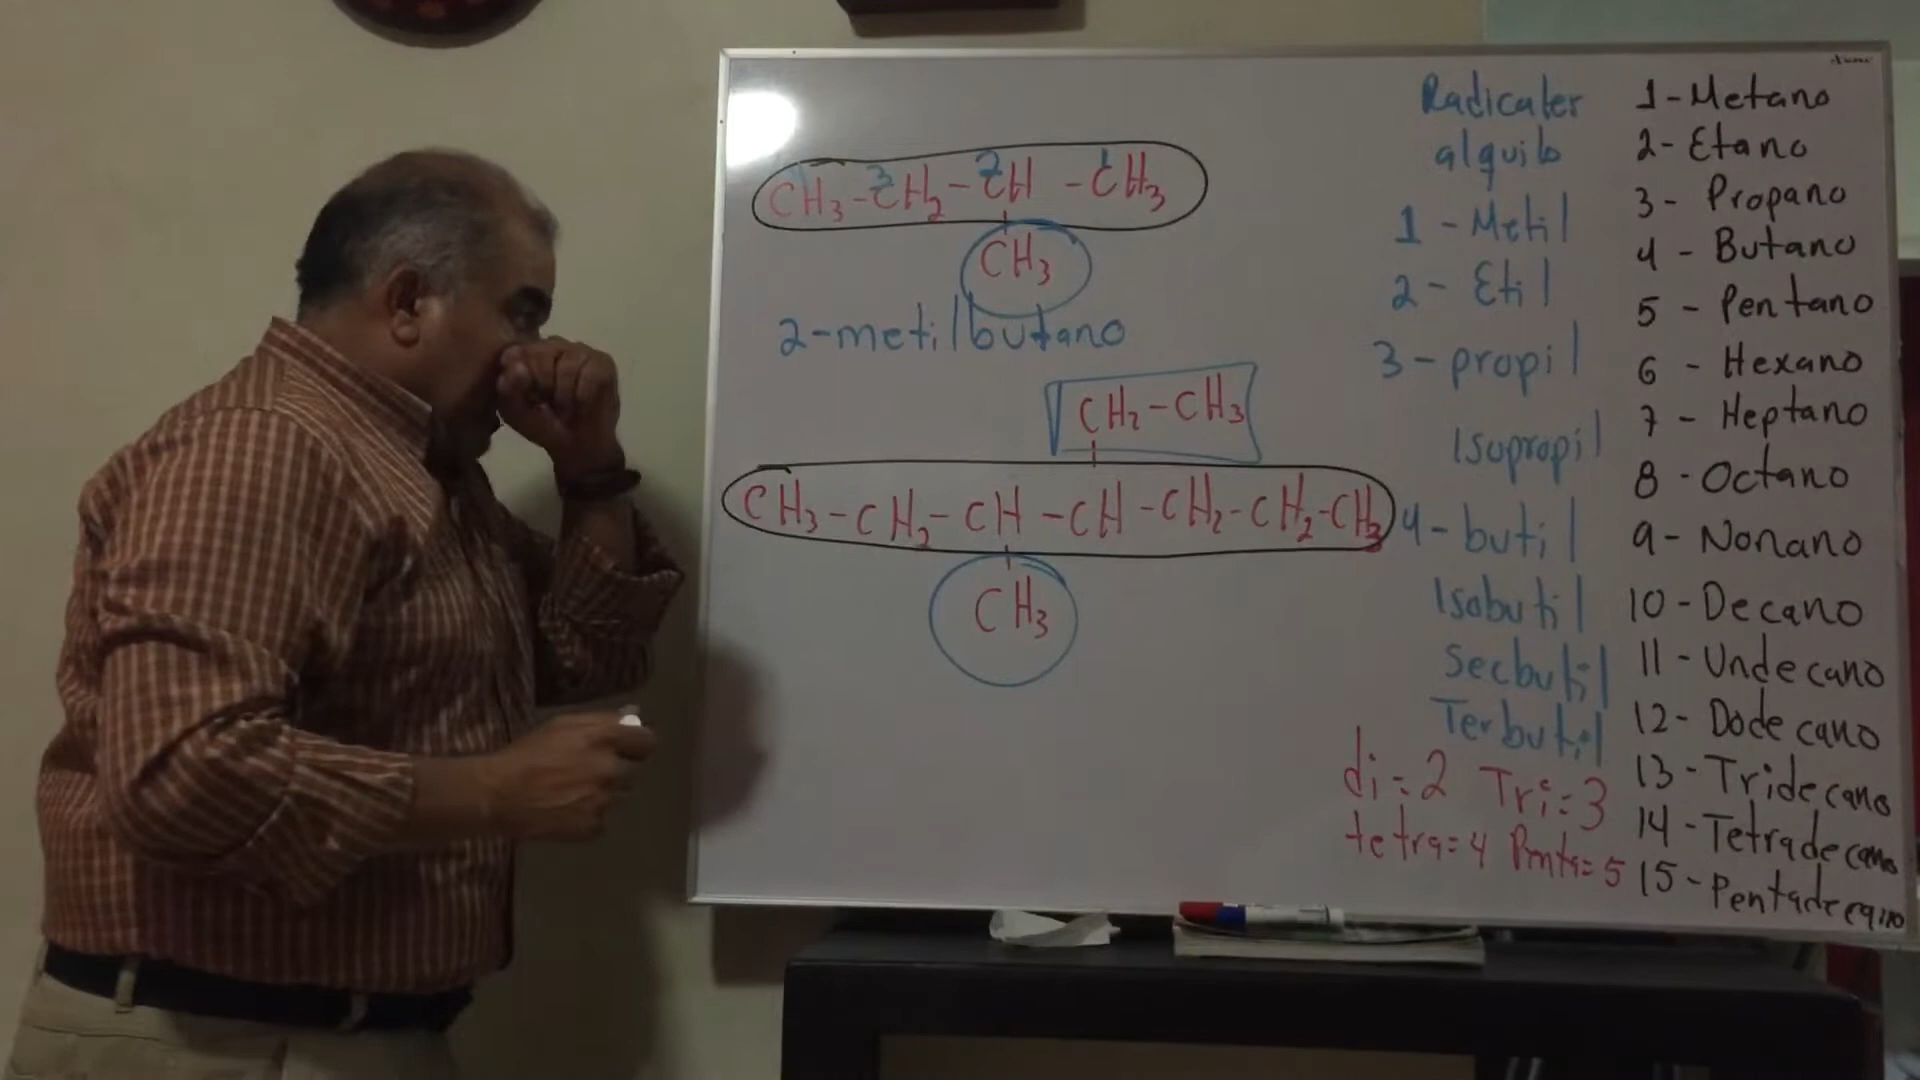 CH3-CH2-CH-CH3
CH3
2-metilbutano
CH2-CH3
CH3-CH2-CH-CH-CH2-CH2-CH3
CH3
Radicales
alquilo
1-Metil
2-Etil
3-propil
Isopropil
4-butil
Isobutil
Secbutil
Terbutil
di=2 Tri=3
tetra=4 Penta=5
1-Metano
2-Etano
3-Propano
4-Butano
5-Pentano
6-Hexano
7-Heptano
8-Octano
9-Nonano
10-Decano
11-Undecano
12-Dodecano
13-Tridecano
14-Tetradecano
15-Pentadecano